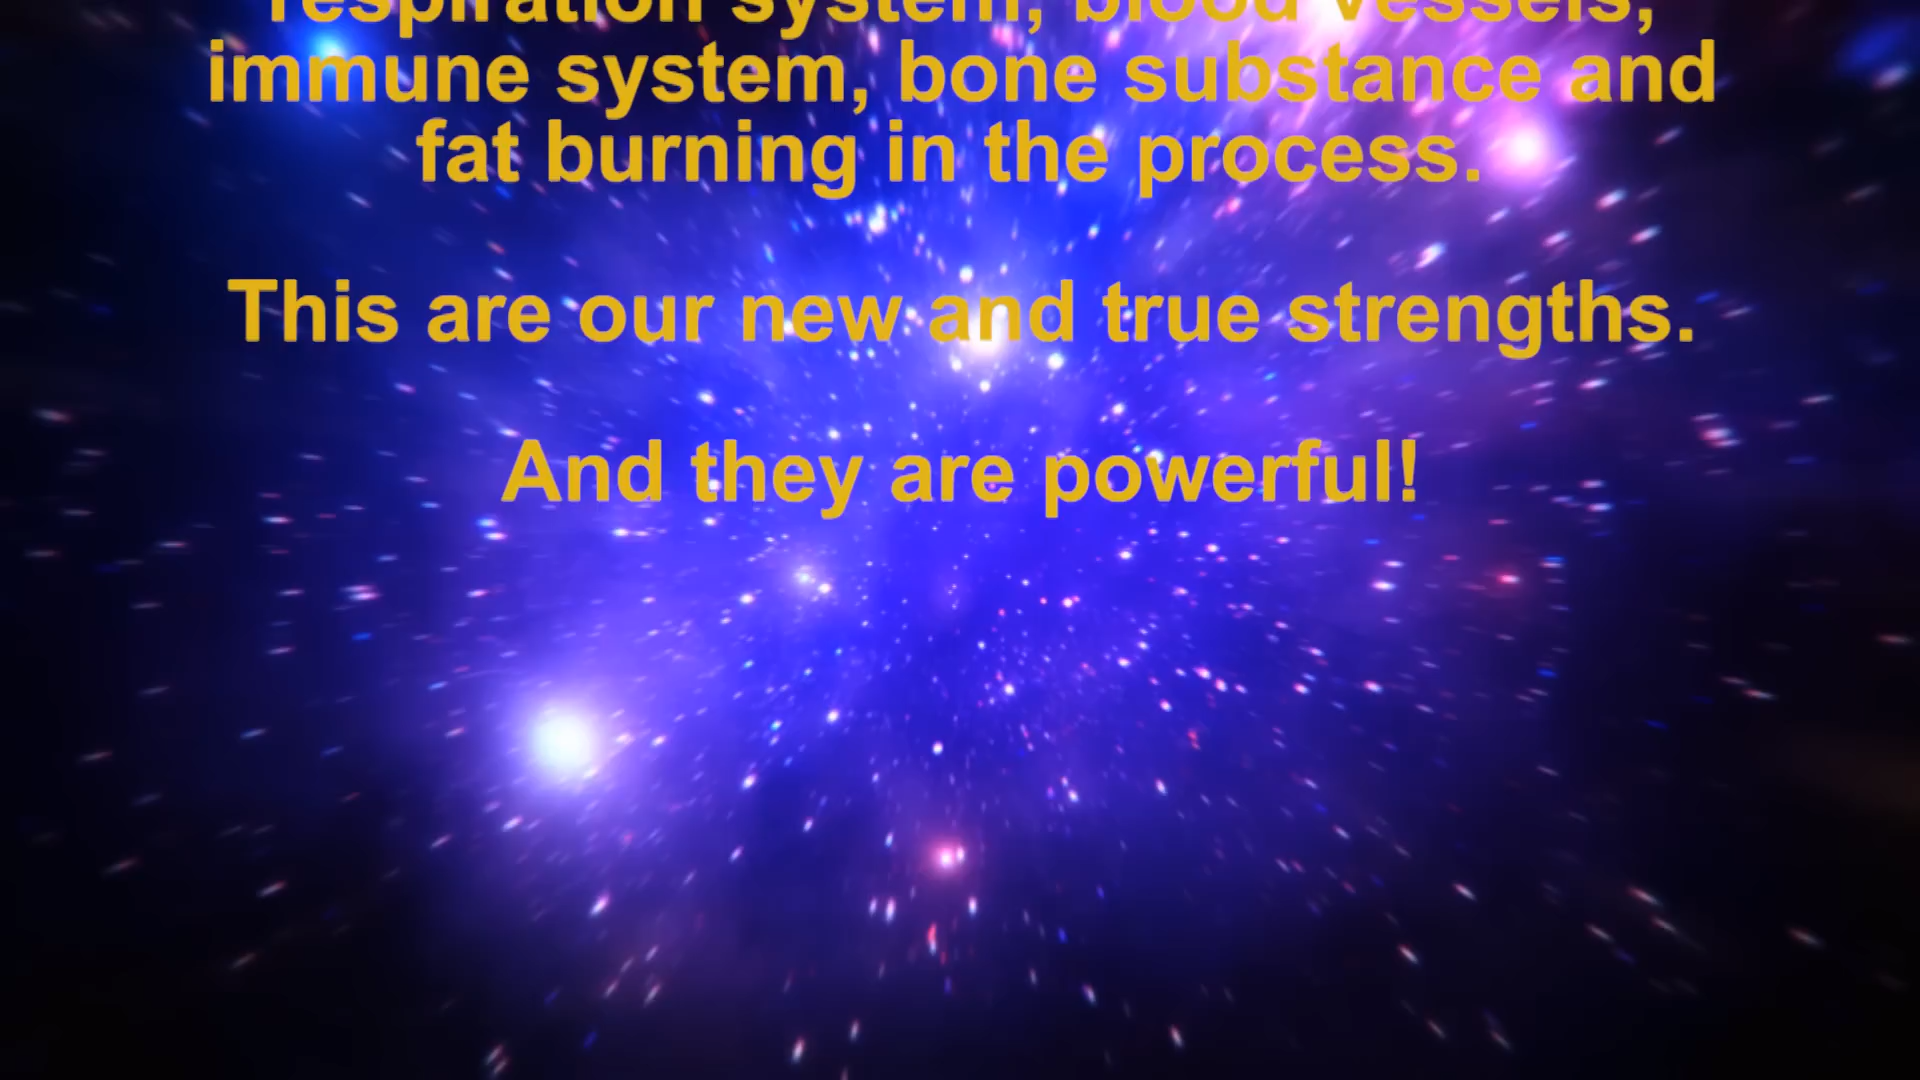 respiration system, blood vessels,
immune system, bone substance and
fat burning in the process.
This are our new and true strengths.
And they are powerful!